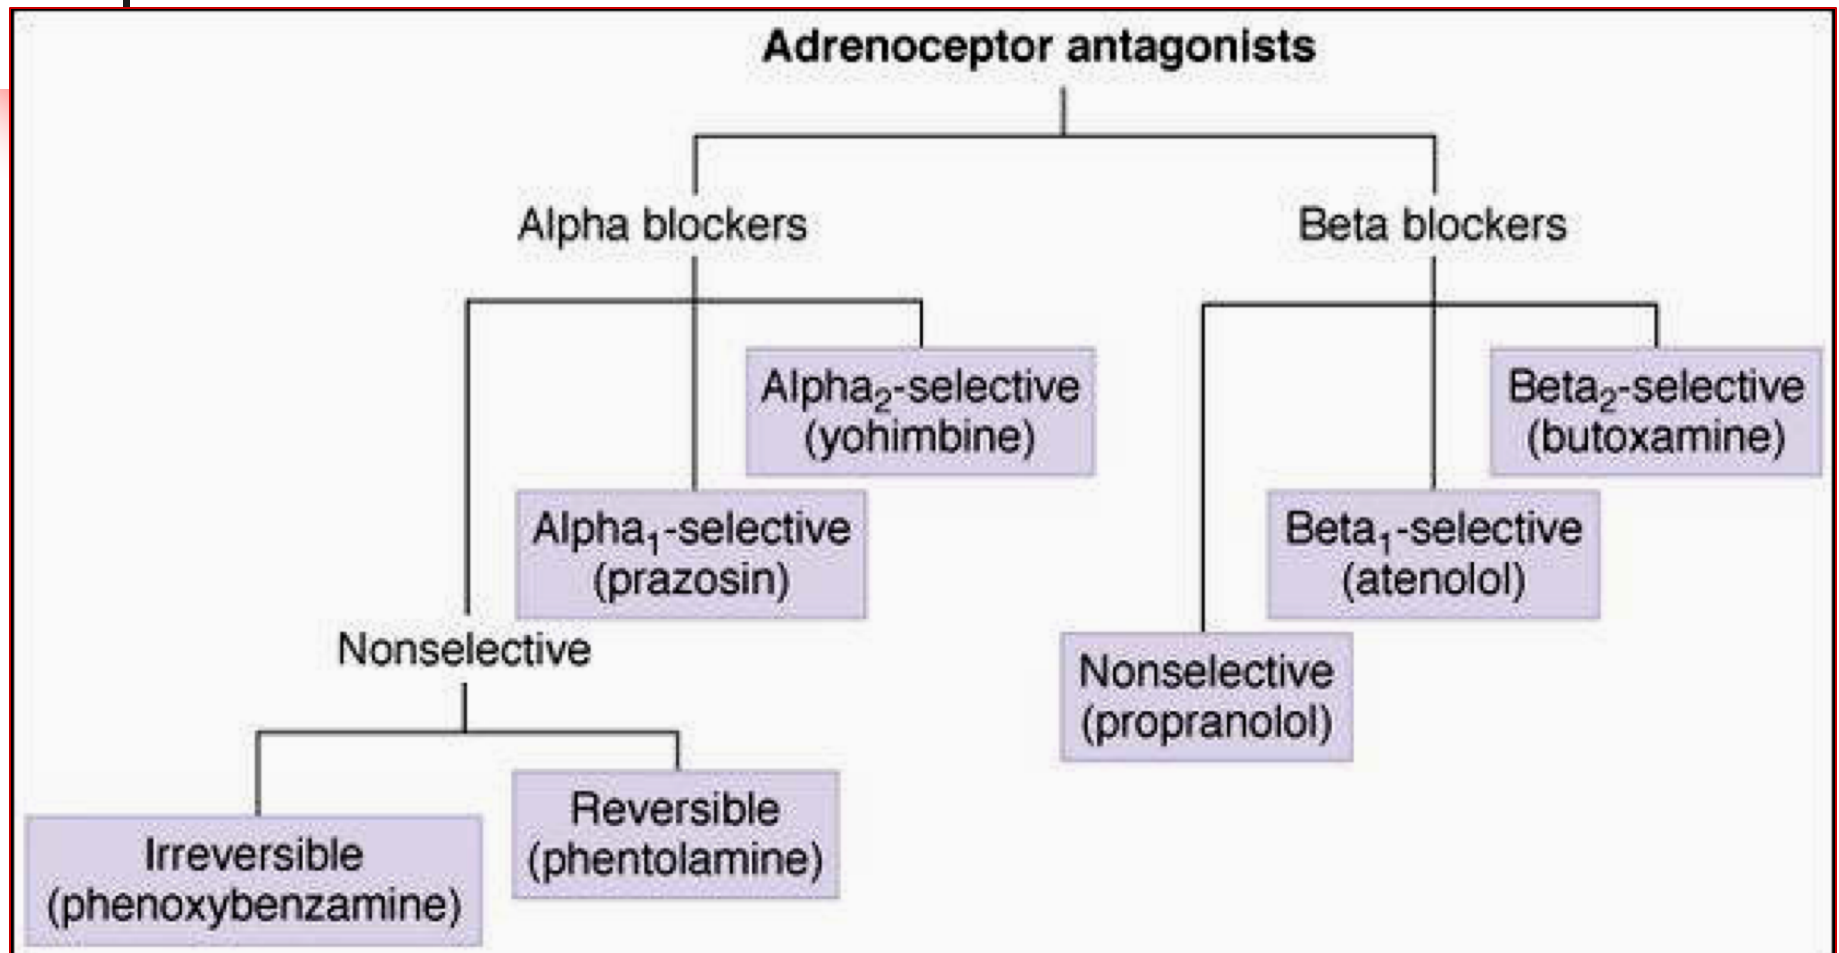 Adrenoceptor antagonists
Alpha blockers
Beta blockers
Alpha₂-selective
(yohimbine)
Beta₂-selective
(butoxamine)
Alpha₁-selective
(prazosin)
Beta₁-selective
(atenolol)
Nonselective
Nonselective
(propranolol)
Reversible
(phentolamine)
Irreversible
(phenoxybenzamine)